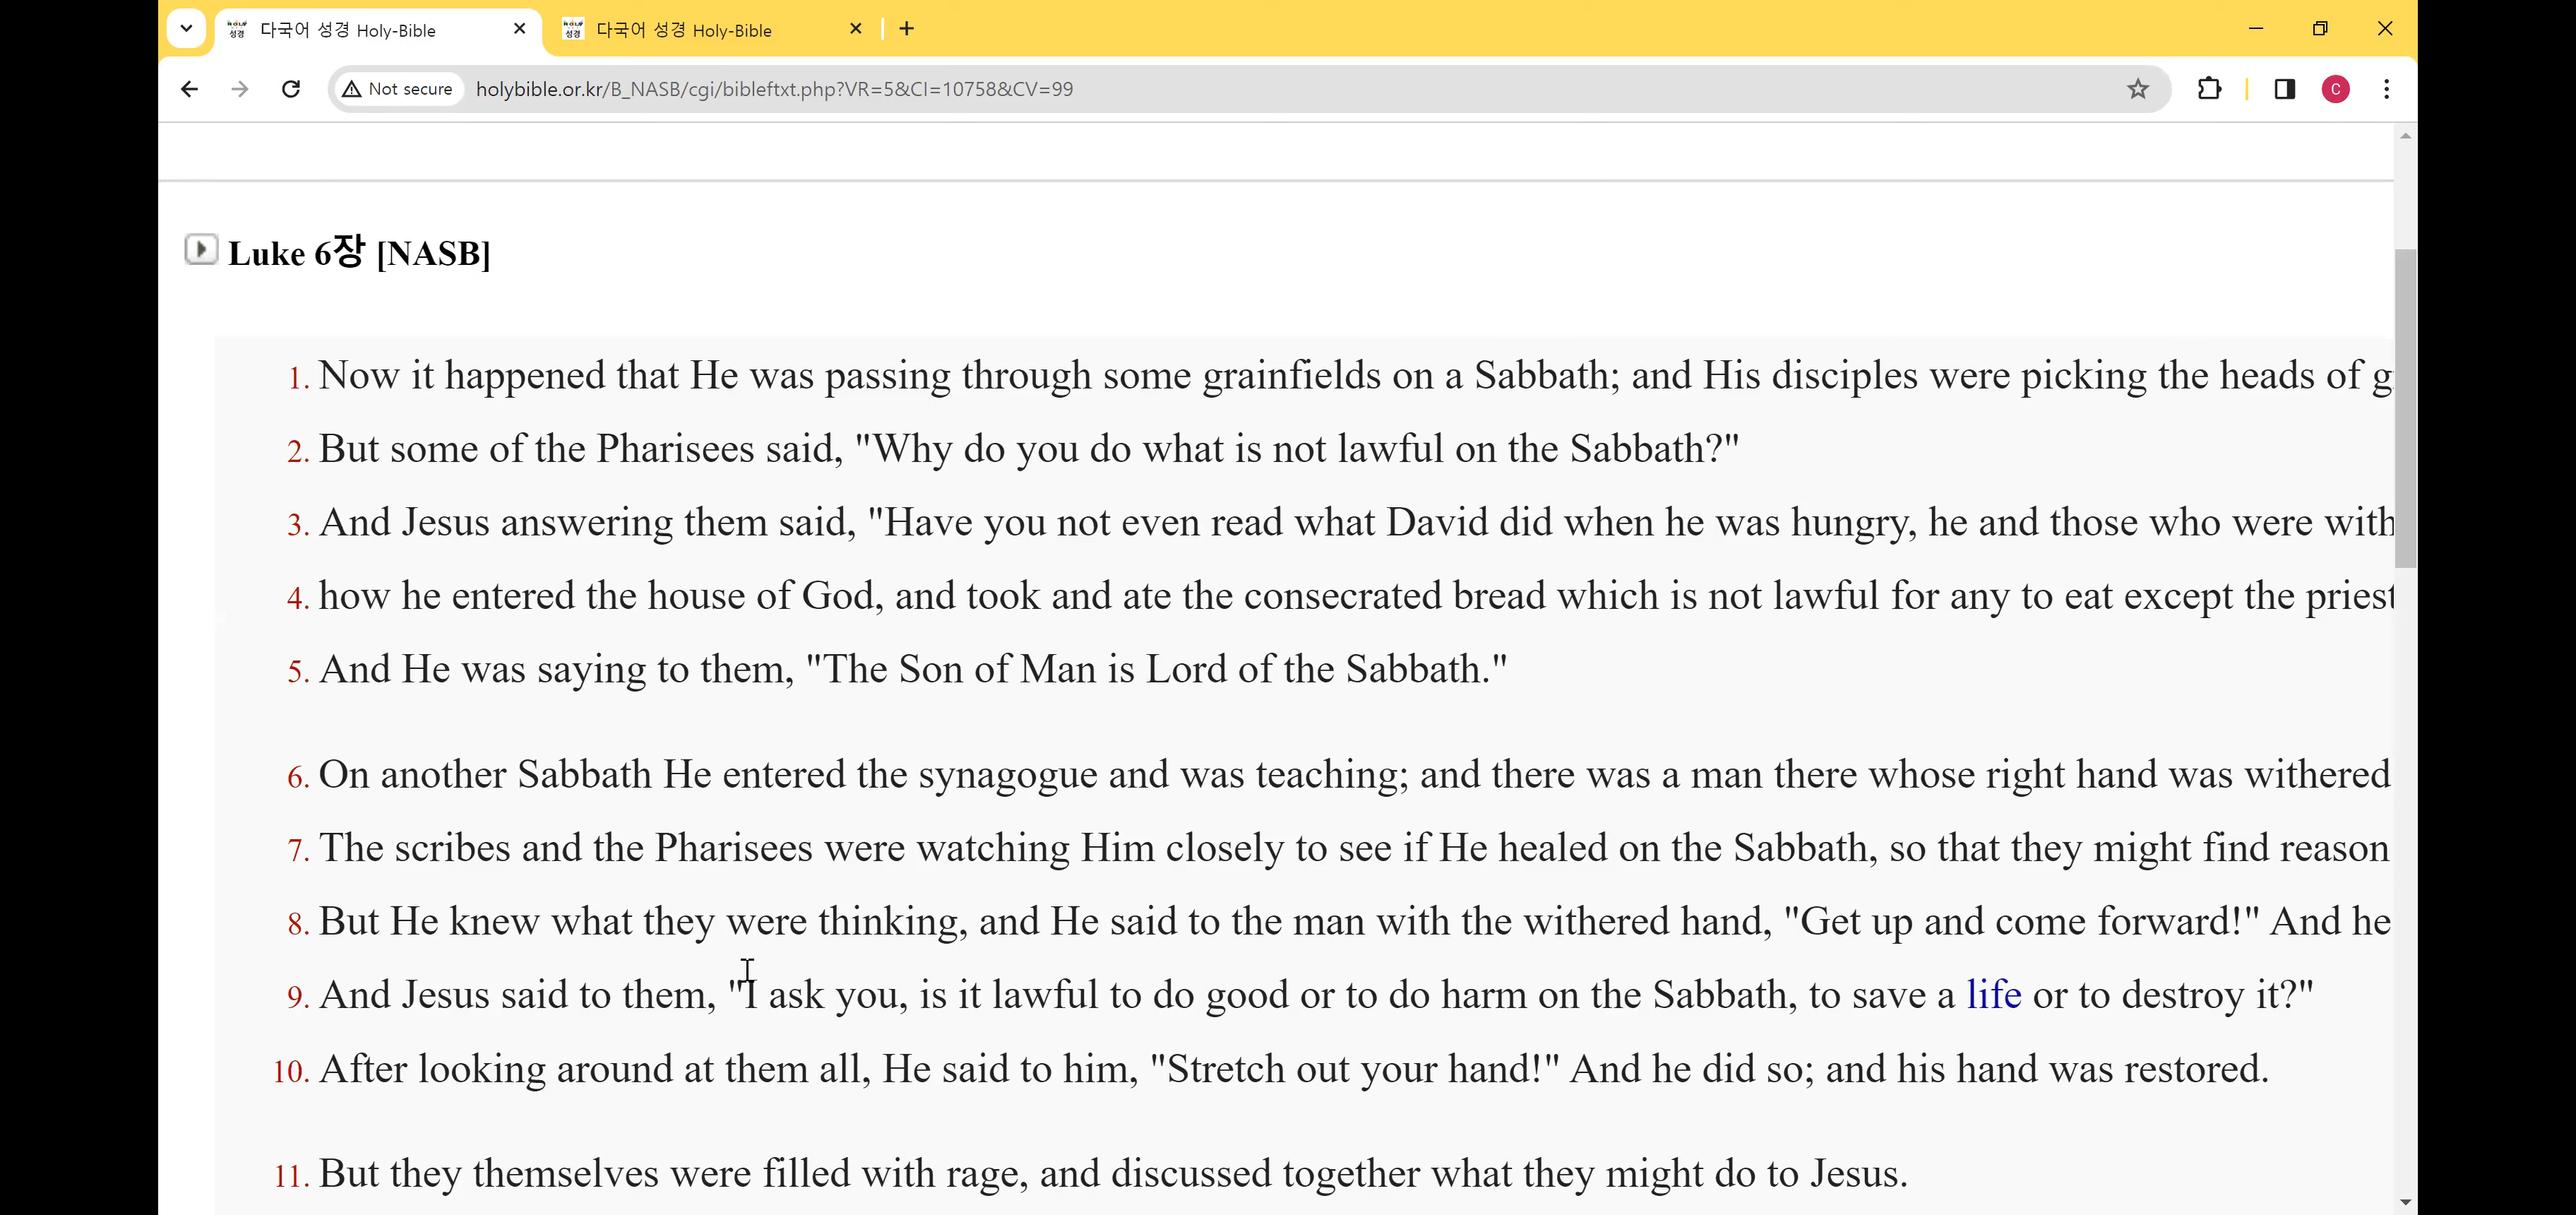 다국어 성경 Holy-Bible
다국어 성경 Holy-Bible
Not secure holybible.or.kr/B_NASB/cgi/bibleftxt.php?VR=5&CI=10758&CV=99
C
Luke 6장 [NASB]
1. Now it happened that He was passing through some grainfields on a Sabbath; and His disciples were picking the heads of g
2. But some of the Pharisees said, "Why do you do what is not lawful on the Sabbath?"
3. And Jesus answering them said, "Have you not even read what David did when he was hungry, he and those who were with
4. how he entered the house of God, and took and ate the consecrated bread which is not lawful for any to eat except the priest
5. And He was saying to them, "The Son of Man is Lord of the Sabbath."
6. On another Sabbath He entered the synagogue and was teaching; and there was a man there whose right hand was withered
7. The scribes and the Pharisees were watching Him closely to see if He healed on the Sabbath, so that they might find reason
8. But He knew what they were thinking, and He said to the man with the withered hand, "Get up and come forward!" And he
9. And Jesus said to them, "I ask you, is it lawful to do good or to do harm on the Sabbath, to save a life or to destroy it?"
10. After looking around at them all, He said to him, "Stretch out your hand!" And he did so; and his hand was restored.
11. But they themselves were filled with rage, and discussed together what they might do to Jesus.